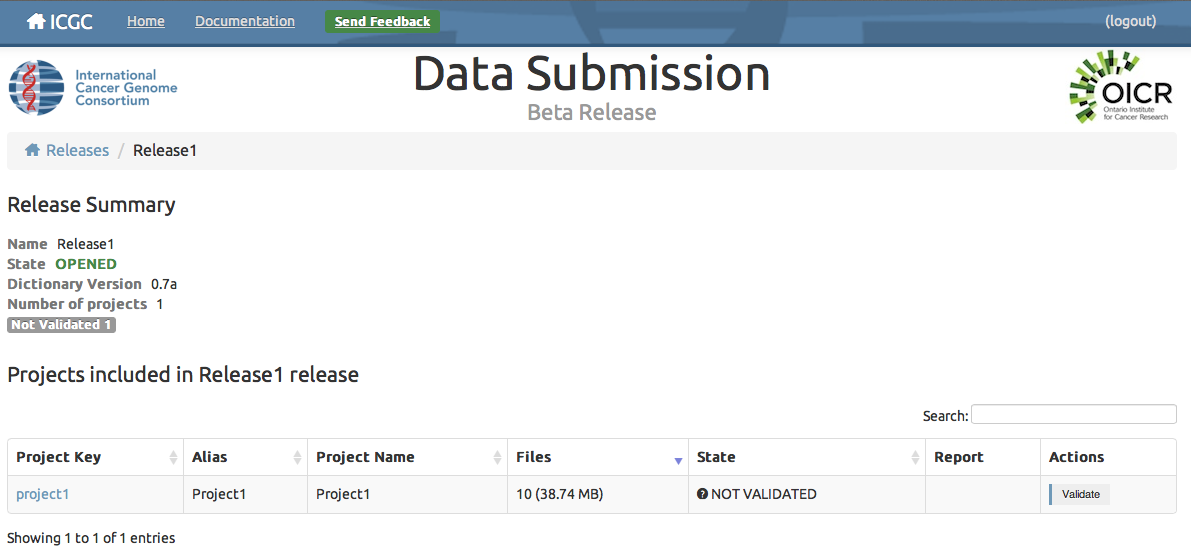 ICGC Home Documentation Send Feedback (logout)
International
Cancer Genome
Consortium
Data Submission
Beta Release
OICR
Ontario Institute
for Cancer Research
Releases / Release1
Release Summary
Name Release1
State OPENED
Dictionary Version 0.7a
Number of projects 1
Not Validated 1
Projects included in Release1 release
Search:
Project Key Alias Project Name Files State Report Actions
project1 Project1 Project1 10 (38.74 MB) NOT VALIDATED Validate
Showing 1 to 1 of 1 entries